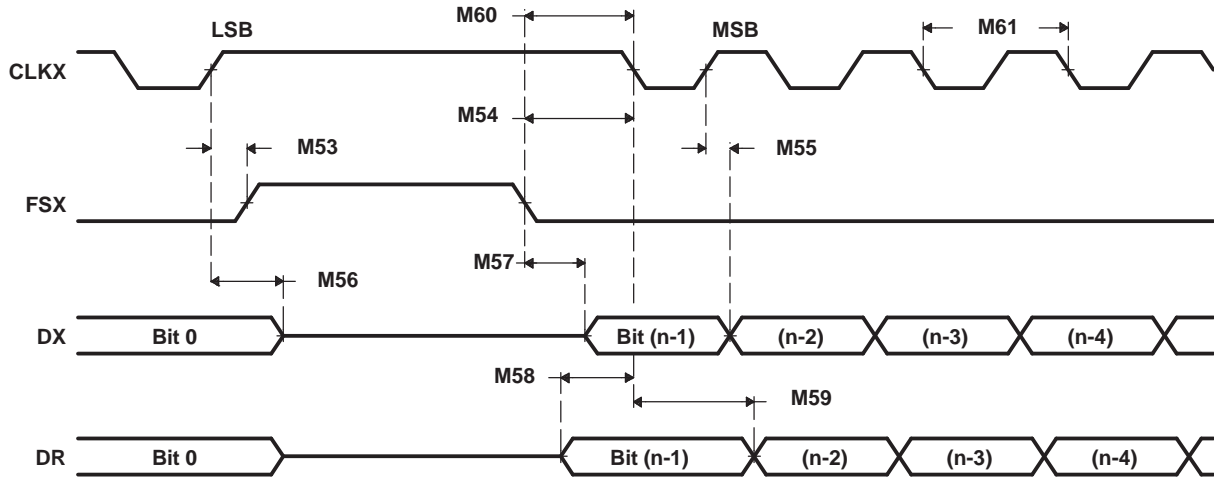 M60
LSB MSB M61
CLKX
M54
M53 M55
FSX
M57
M56
DX Bit 0 Bit (n-1) (n-2) (n-3) (n-4)
M58
M59
DR Bit 0 Bit (n-1) (n-2) (n-3) (n-4)